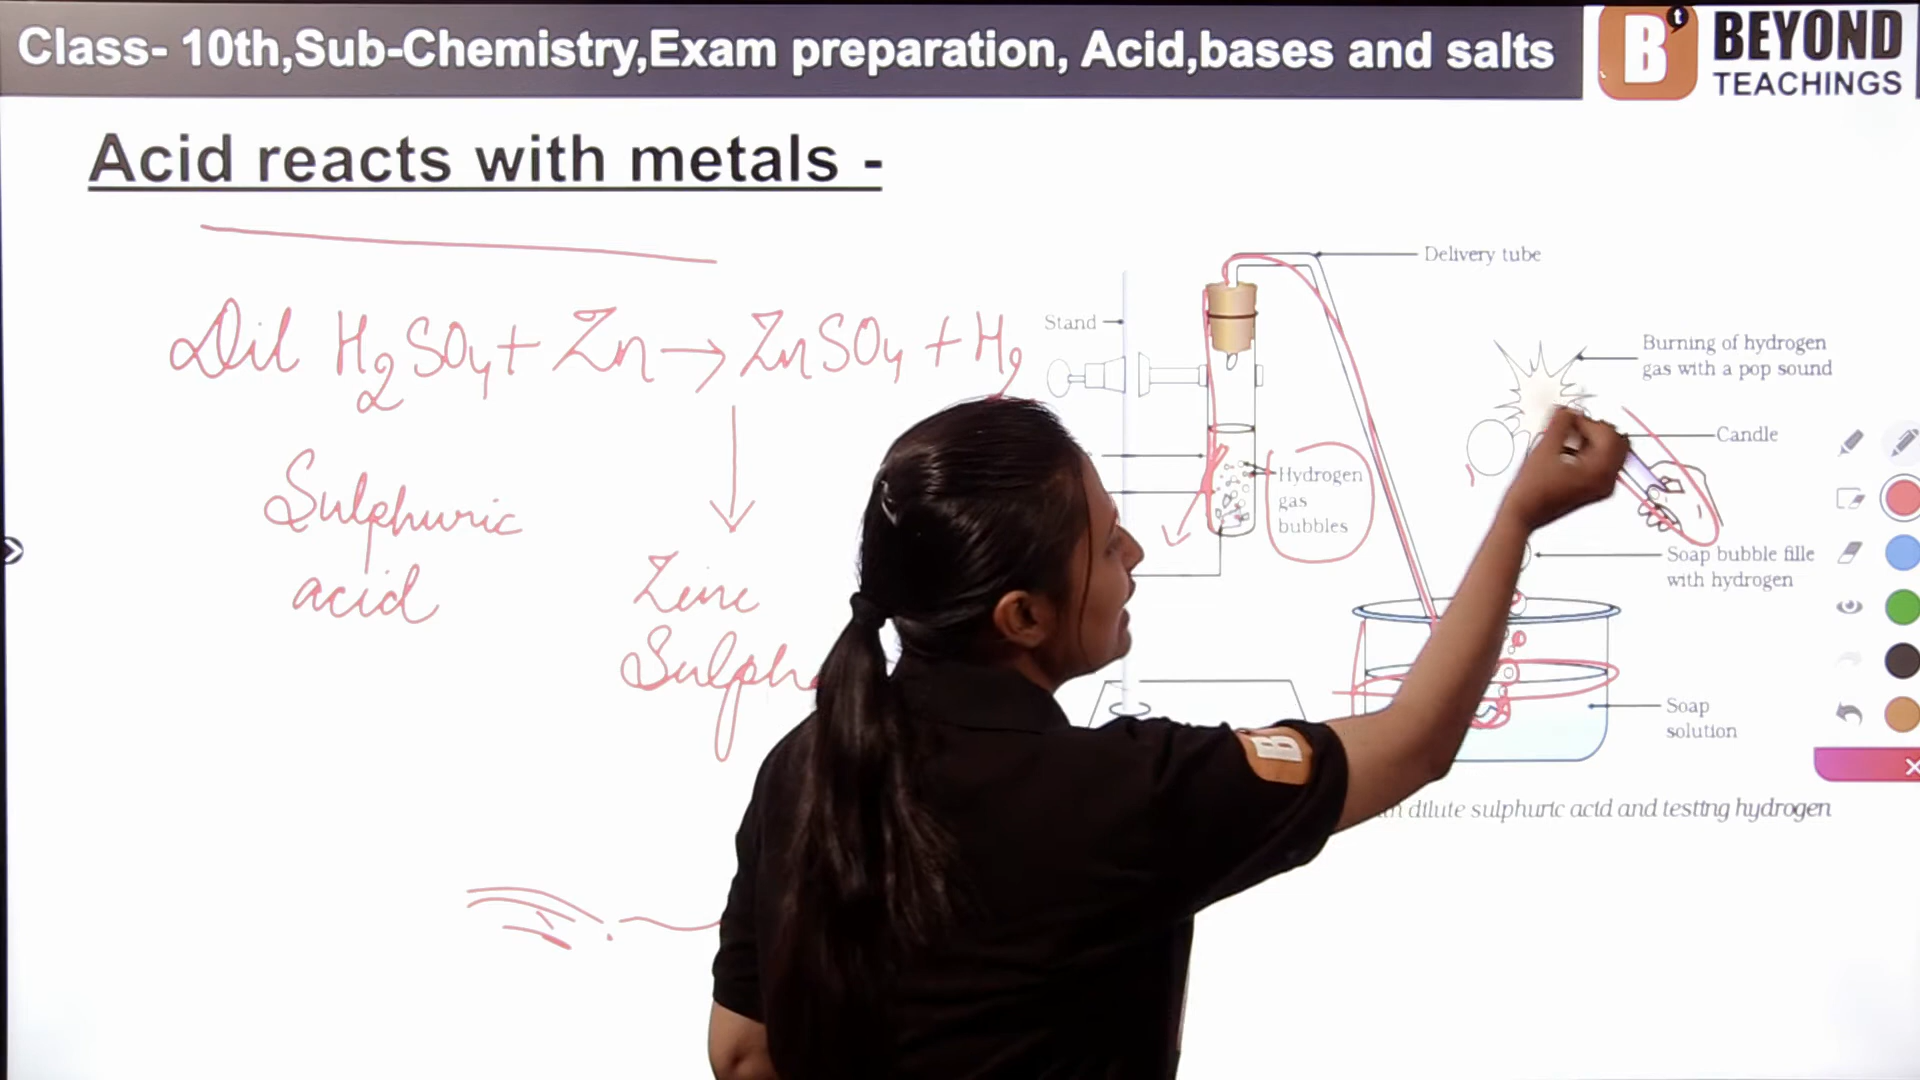 Class- 10th,Sub-Chemistry,Exam preparation, Acid,bases and salts
B t BEYOND
TEACHINGS
Acid reacts with metals -
Dil H2SO4 + Zn → ZnSO4 + H2
Sulphuric
acid
Zinc
Sulph
Delivery tube
Stand
Burning of hydrogen
gas with a pop sound
Candle
Hydrogen
gas
bubbles
Soap bubble fille
with hydrogen
Soap
solution
dilute sulphuric acid and testing hydrogen
B